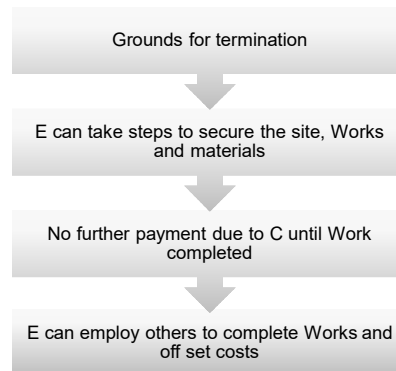 Grounds for termination
E can take steps to secure the site, Works
and materials
No further payment due to C until Work
completed
E can employ others to complete Works and
off set costs